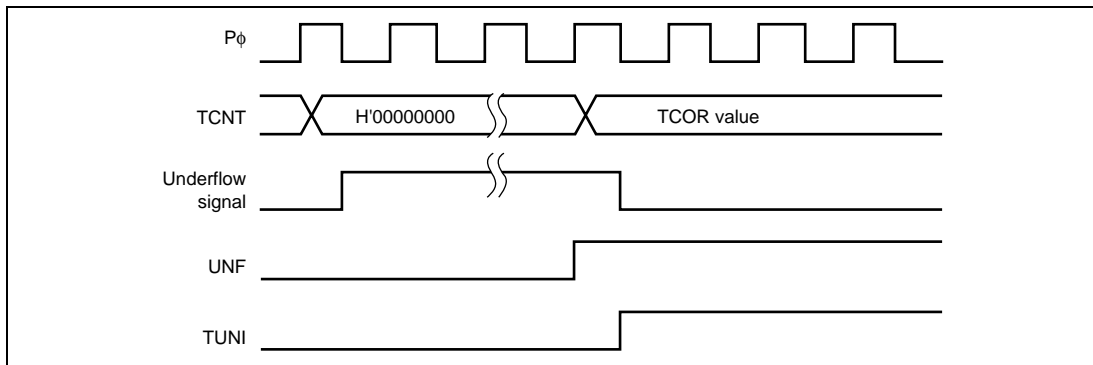 Pϕ
TCNT
H'00000000
TCOR value
Underflow
signal
UNF
TUNI